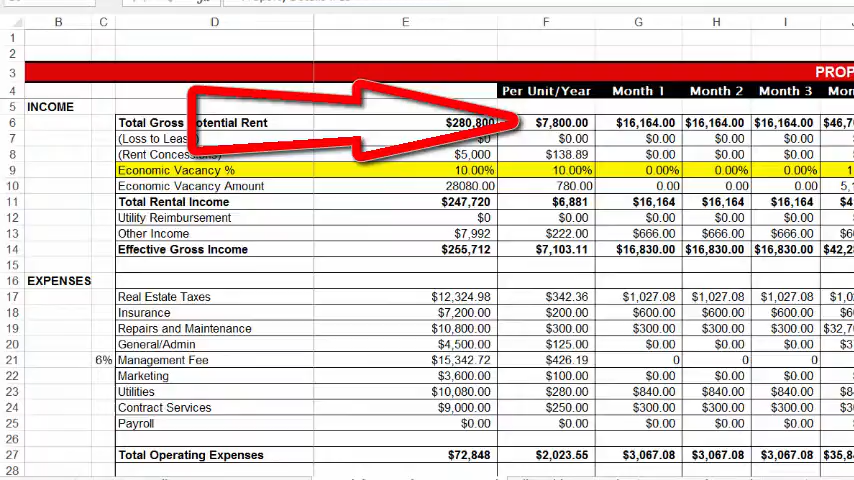 B C D E F G H I
1
2
3 PROP
4 Per Unit/Year Month 1 Month 2 Month 3 Mon
5 INCOME
6 Total Gross Potential Rent $280,800 $7,800.00 $16,164.00 $16,164.00 $16,164.00 $46,7
7 (Loss to Lease) $0 $0.00 $0.00 $0.00 $0.00
8 (Rent Concessions) $5,000 $138.89 $0.00 $0.00 $0.00
9 Economic Vacancy % 10.00% 10.00% 0.00% 0.00% 0.00% 1
10 Economic Vacancy Amount 28080.00 780.00 0.00 0.00 0.00 5,1
11 Total Rental Income $247,720 $6,881 $16,164 $16,164 $16,164 $4
12 Utility Reimbursement $0 $0.00 $0.00 $0.00 $0.00
13 Other Income $7,992 $222.00 $666.00 $666.00 $666.00 $6
14 Effective Gross Income $255,712 $7,103.11 $16,830.00 $16,830.00 $16,830.00 $42,2
15
16 EXPENSES
17 Real Estate Taxes $12,324.98 $342.36 $1,027.08 $1,027.08 $1,027.08 $1,0
18 Insurance $7,200.00 $200.00 $600.00 $600.00 $600.00 $6
19 Repairs and Maintenance $10,800.00 $300.00 $300.00 $300.00 $300.00 $32,7
20 General/Admin $4,500.00 $125.00 $0.00 $0.00 $0.00 $3
21 6% Management Fee $15,342.72 $426.19 0 0 0
22 Marketing $3,600.00 $100.00 $0.00 $0.00 $0.00
23 Utilities $10,080.00 $280.00 $840.00 $840.00 $840.00 $8
24 Contract Services $9,000.00 $250.00 $300.00 $300.00 $300.00 $3
25 Payroll $0.00 $0.00 $0.00 $0.00 $0.00
26
27 Total Operating Expenses $72,848 $2,023.55 $3,067.08 $3,067.08 $3,067.08 $35,8
28